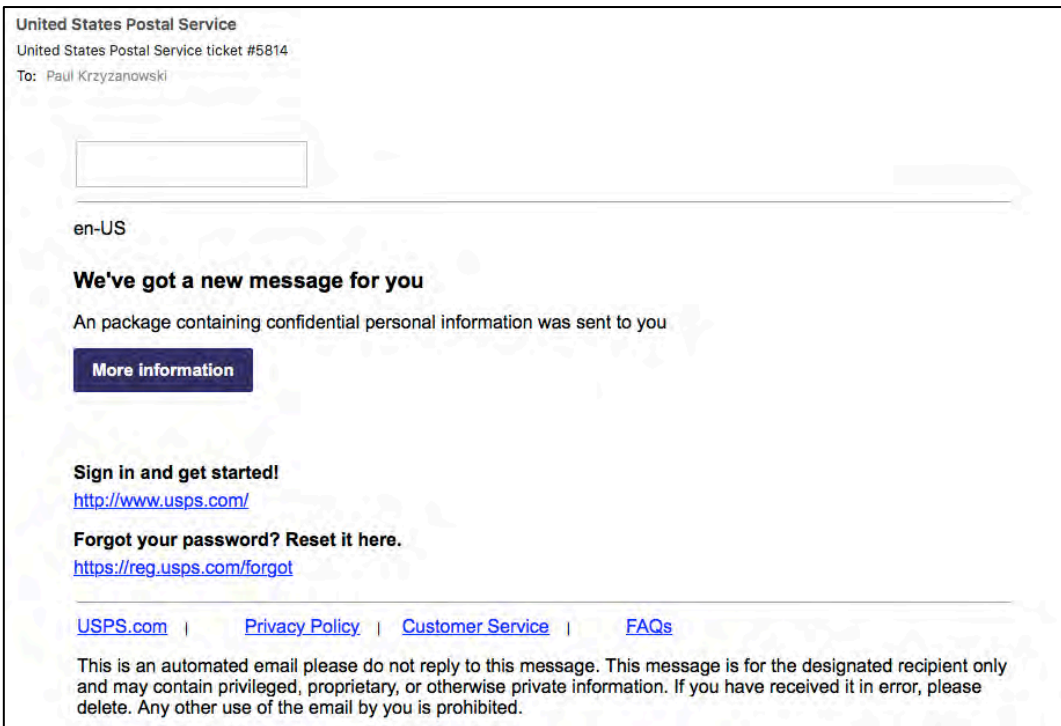 United States Postal Service
United States Postal Service ticket #5814
To: Paul Krzyzanowski
en-US
We've got a new message for you
An package containing confidential personal information was sent to you
More information
Sign in and get started!
http://www.usps.com/
Forgot your password? Reset it here.
https://reg.usps.com/forgot
USPS.com | Privacy Policy | Customer Service | FAQs
This is an automated email please do not reply to this message. This message is for the designated recipient only
and may contain privileged, proprietary, or otherwise private information. If you have received it in error, please
delete. Any other use of the email by you is prohibited.